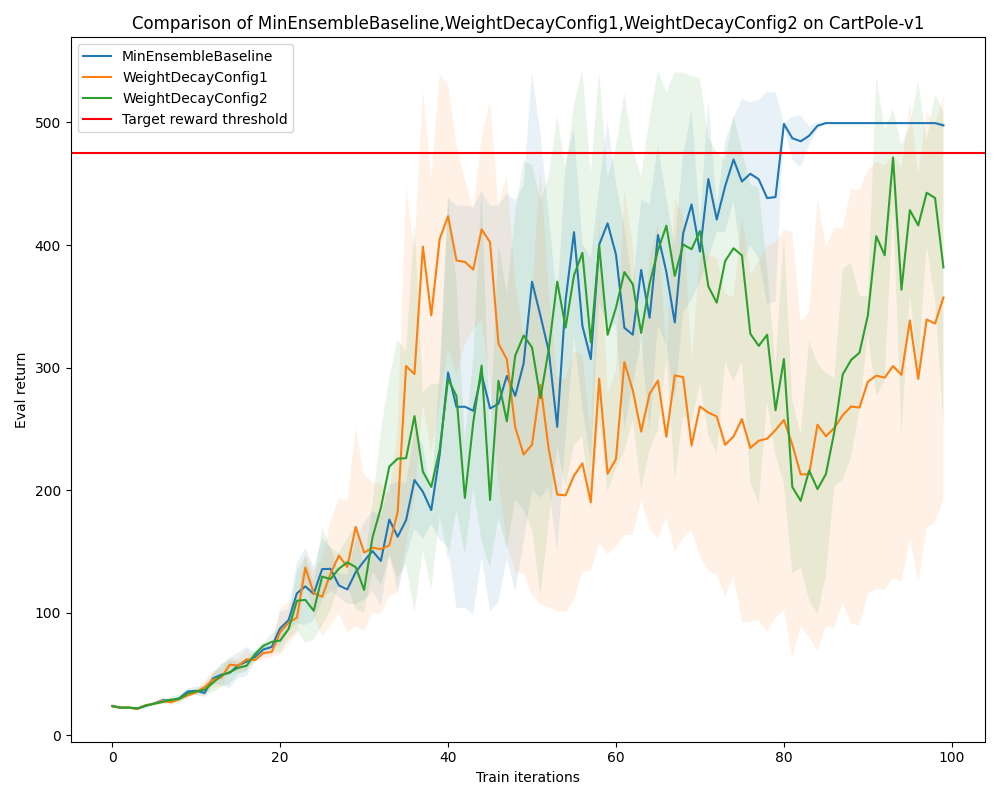 Comparison of MinEnsembleBaseline,WeightDecayConfig1,WeightDecayConfig2 on CartPole-v1
MinEnsembleBaseline
WeightDecayConfig1
WeightDecayConfig2
Target reward threshold
500
400
300
200
100
0
Eval return
0 20 40 60 80 100
Train iterations